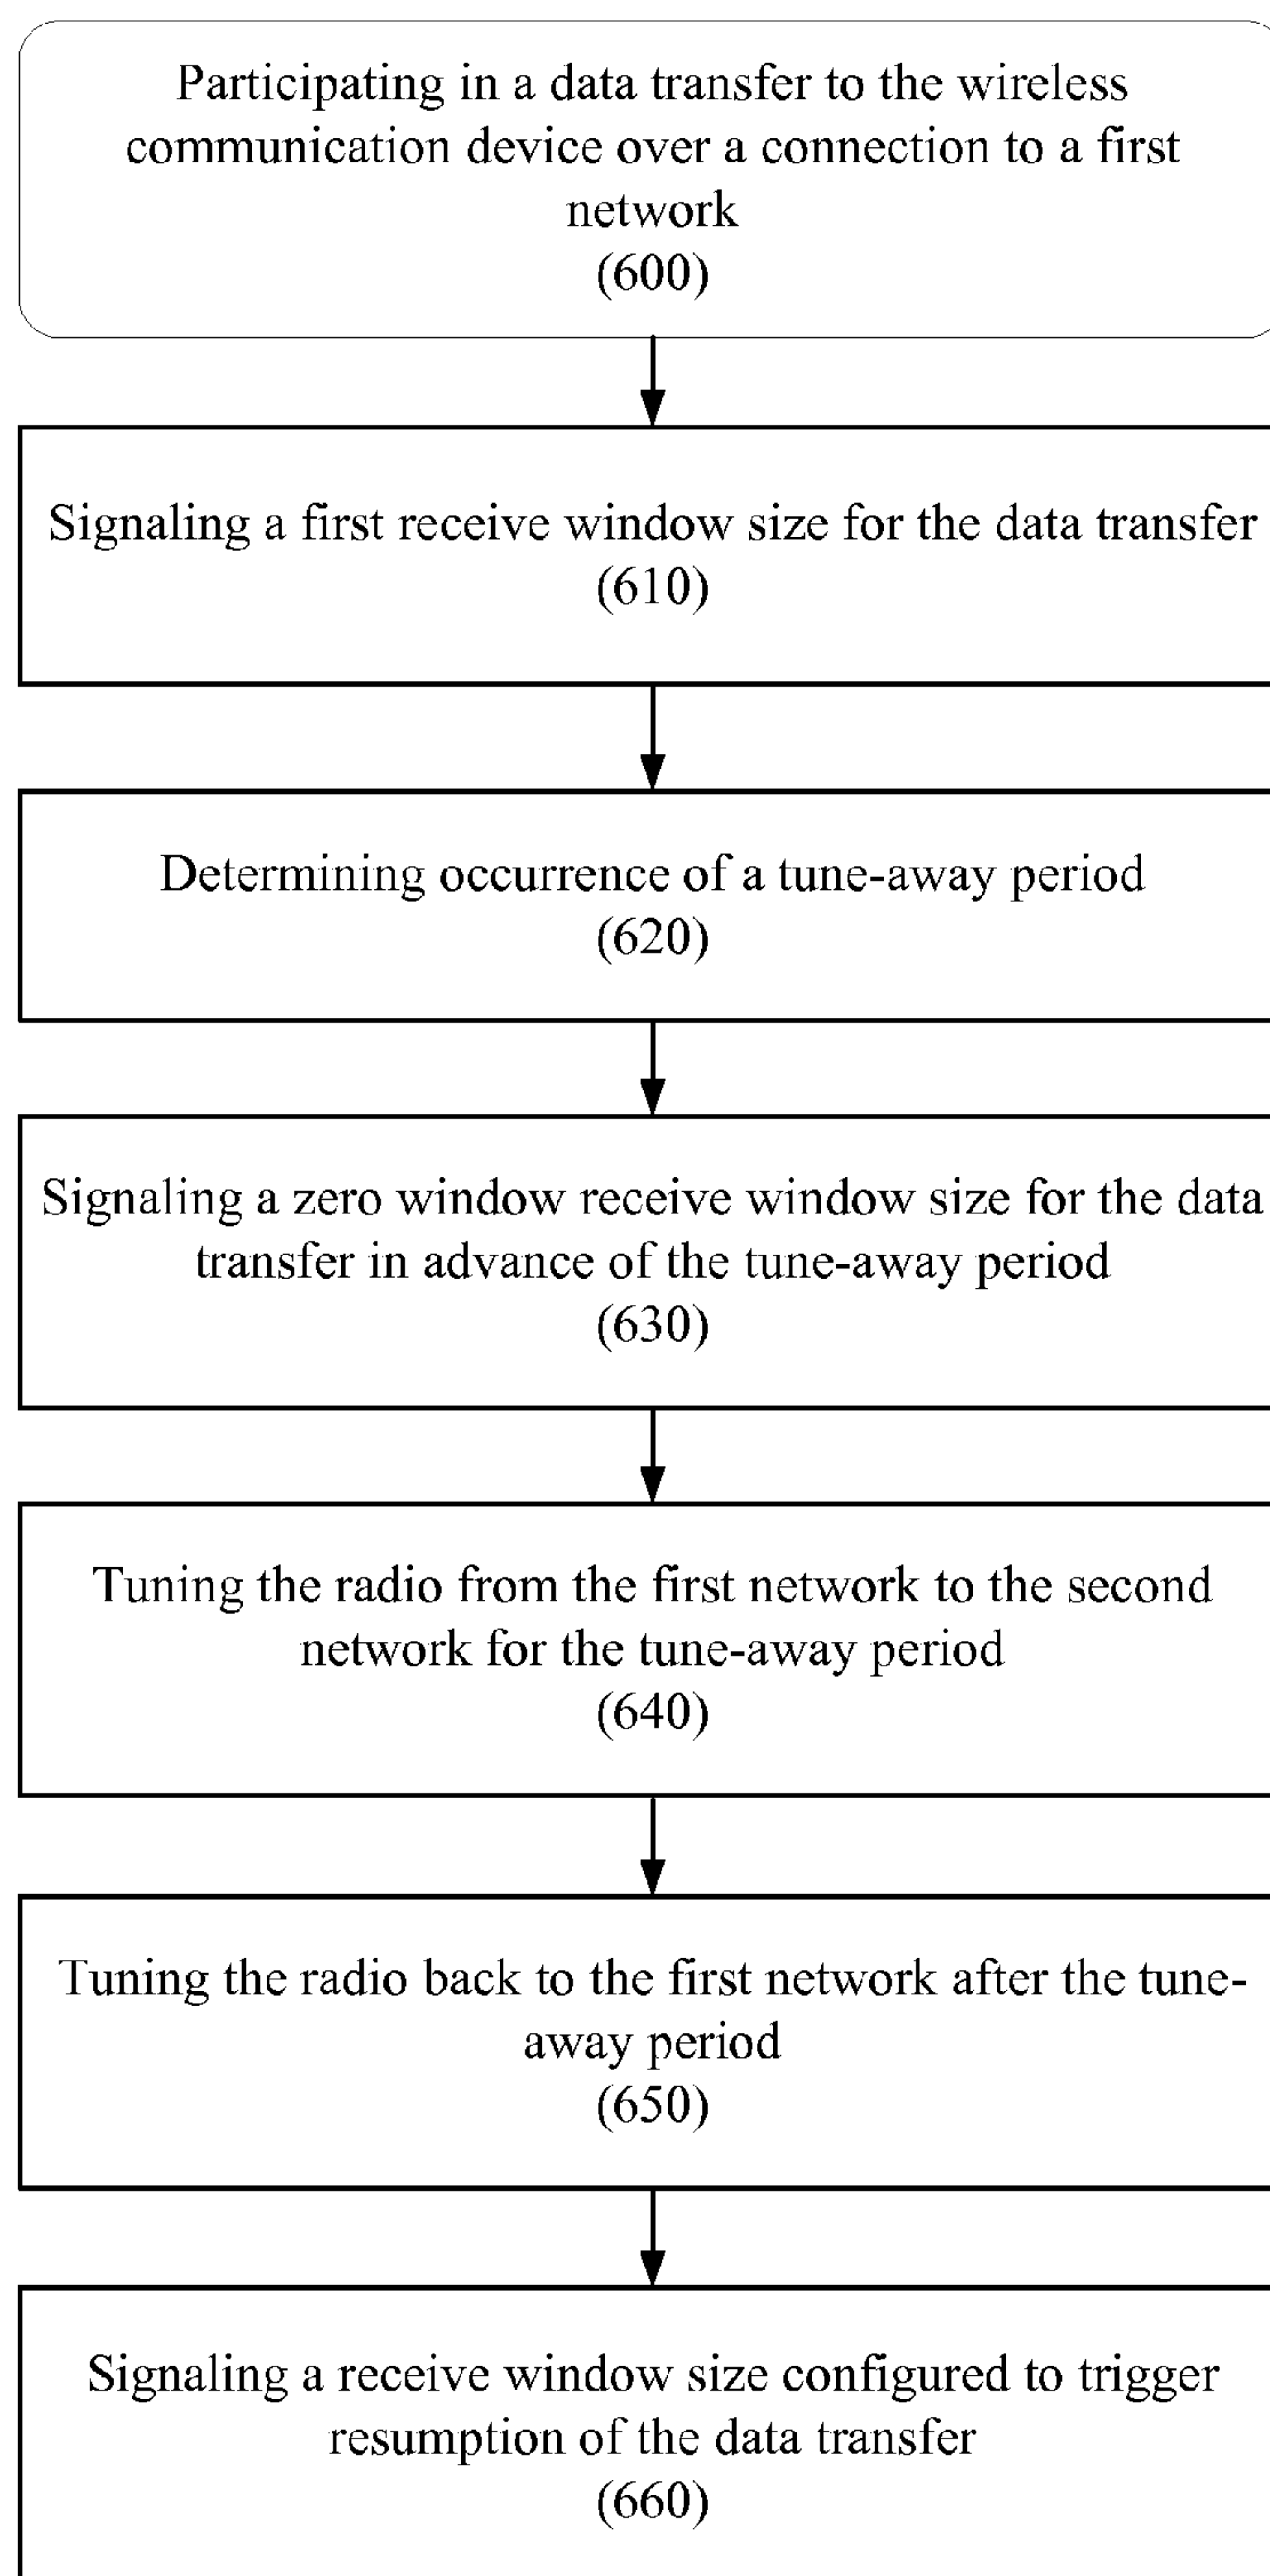 Participating in a data transfer to the wireless
communication device over a connection to a first
network
(600)
Signaling a first receive window size for the data transfer
(610)
Determining occurrence of a tune-away period
(620)
Signaling a zero window receive window size for the data
transfer in advance of the tune-away period
(630)
Tuning the radio from the first network to the second
network for the tune-away period
(640)
Tuning the radio back to the first network after the tune-
away period
(650)
Signaling a receive window size configured to trigger
resumption of the data transfer
(660)